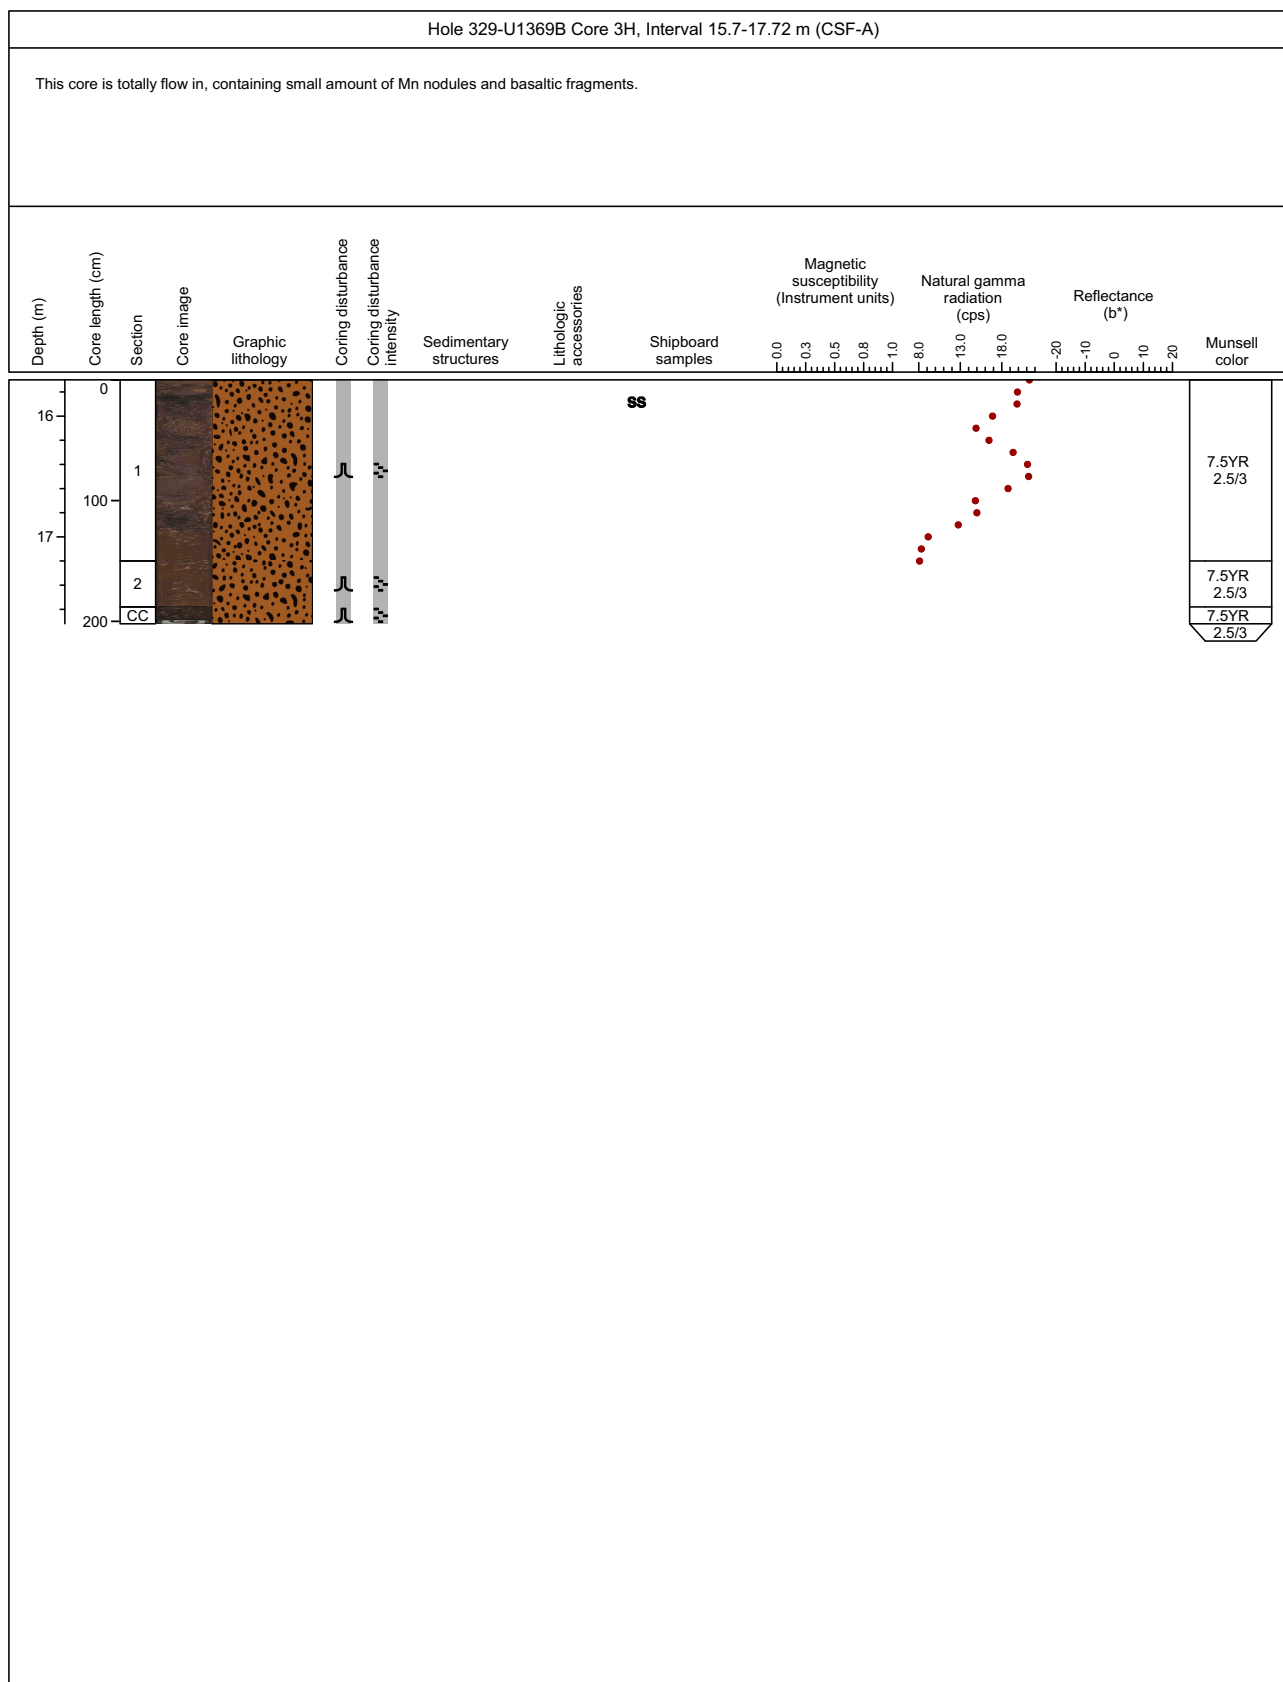 Hole 329-U1369B Core 3H, Interval 15.7-17.72 m (CSF-A)
This core is totally flow in, containing small amount of Mn nodules and basaltic fragments.
Depth (m)
Core length (cm)
Section
Core image
Graphic
lithology
Coring disturbance
Coring disturbance
intensity
Sedimentary
structures
Lithologic
accessories
Shipboard
samples
Magnetic
susceptibility
(Instrument units)
0.0
0.3
0.5
0.8
1.0
Natural gamma
radiation
(cps)
8.0
13.0
18.0
Reflectance
(b*)
-20
-10
0
10
20
Munsell
color
0
16
1
100
17
2
CC
200
SS
7.5YR
2.5/3
7.5YR
2.5/3
7.5YR
2.5/3